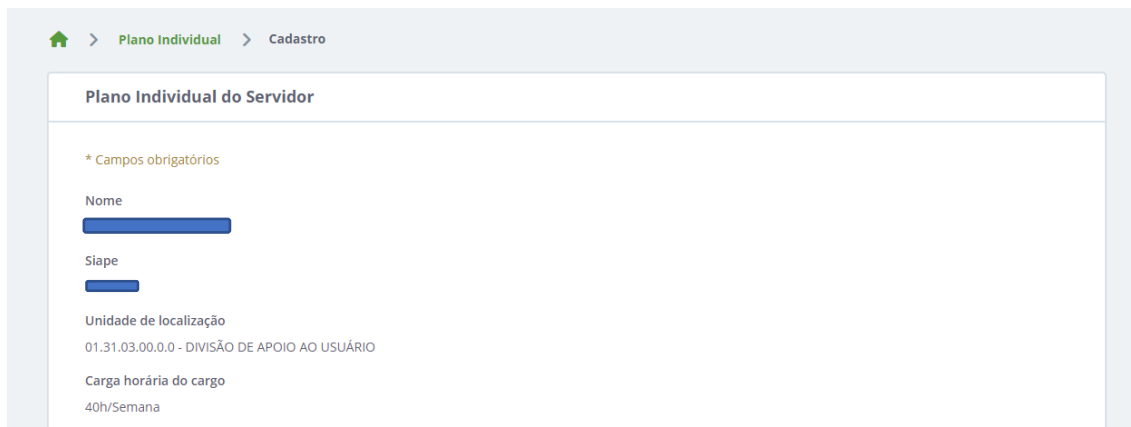 Plano Individual > Cadastro
Plano Individual do Servidor
* Campos obrigatórios
Nome
Siape
Unidade de localização
01.31.03.00.0.0 - DIVISÃO DE APOIO AO USUÁRIO
Carga horária do cargo
40h/Semana